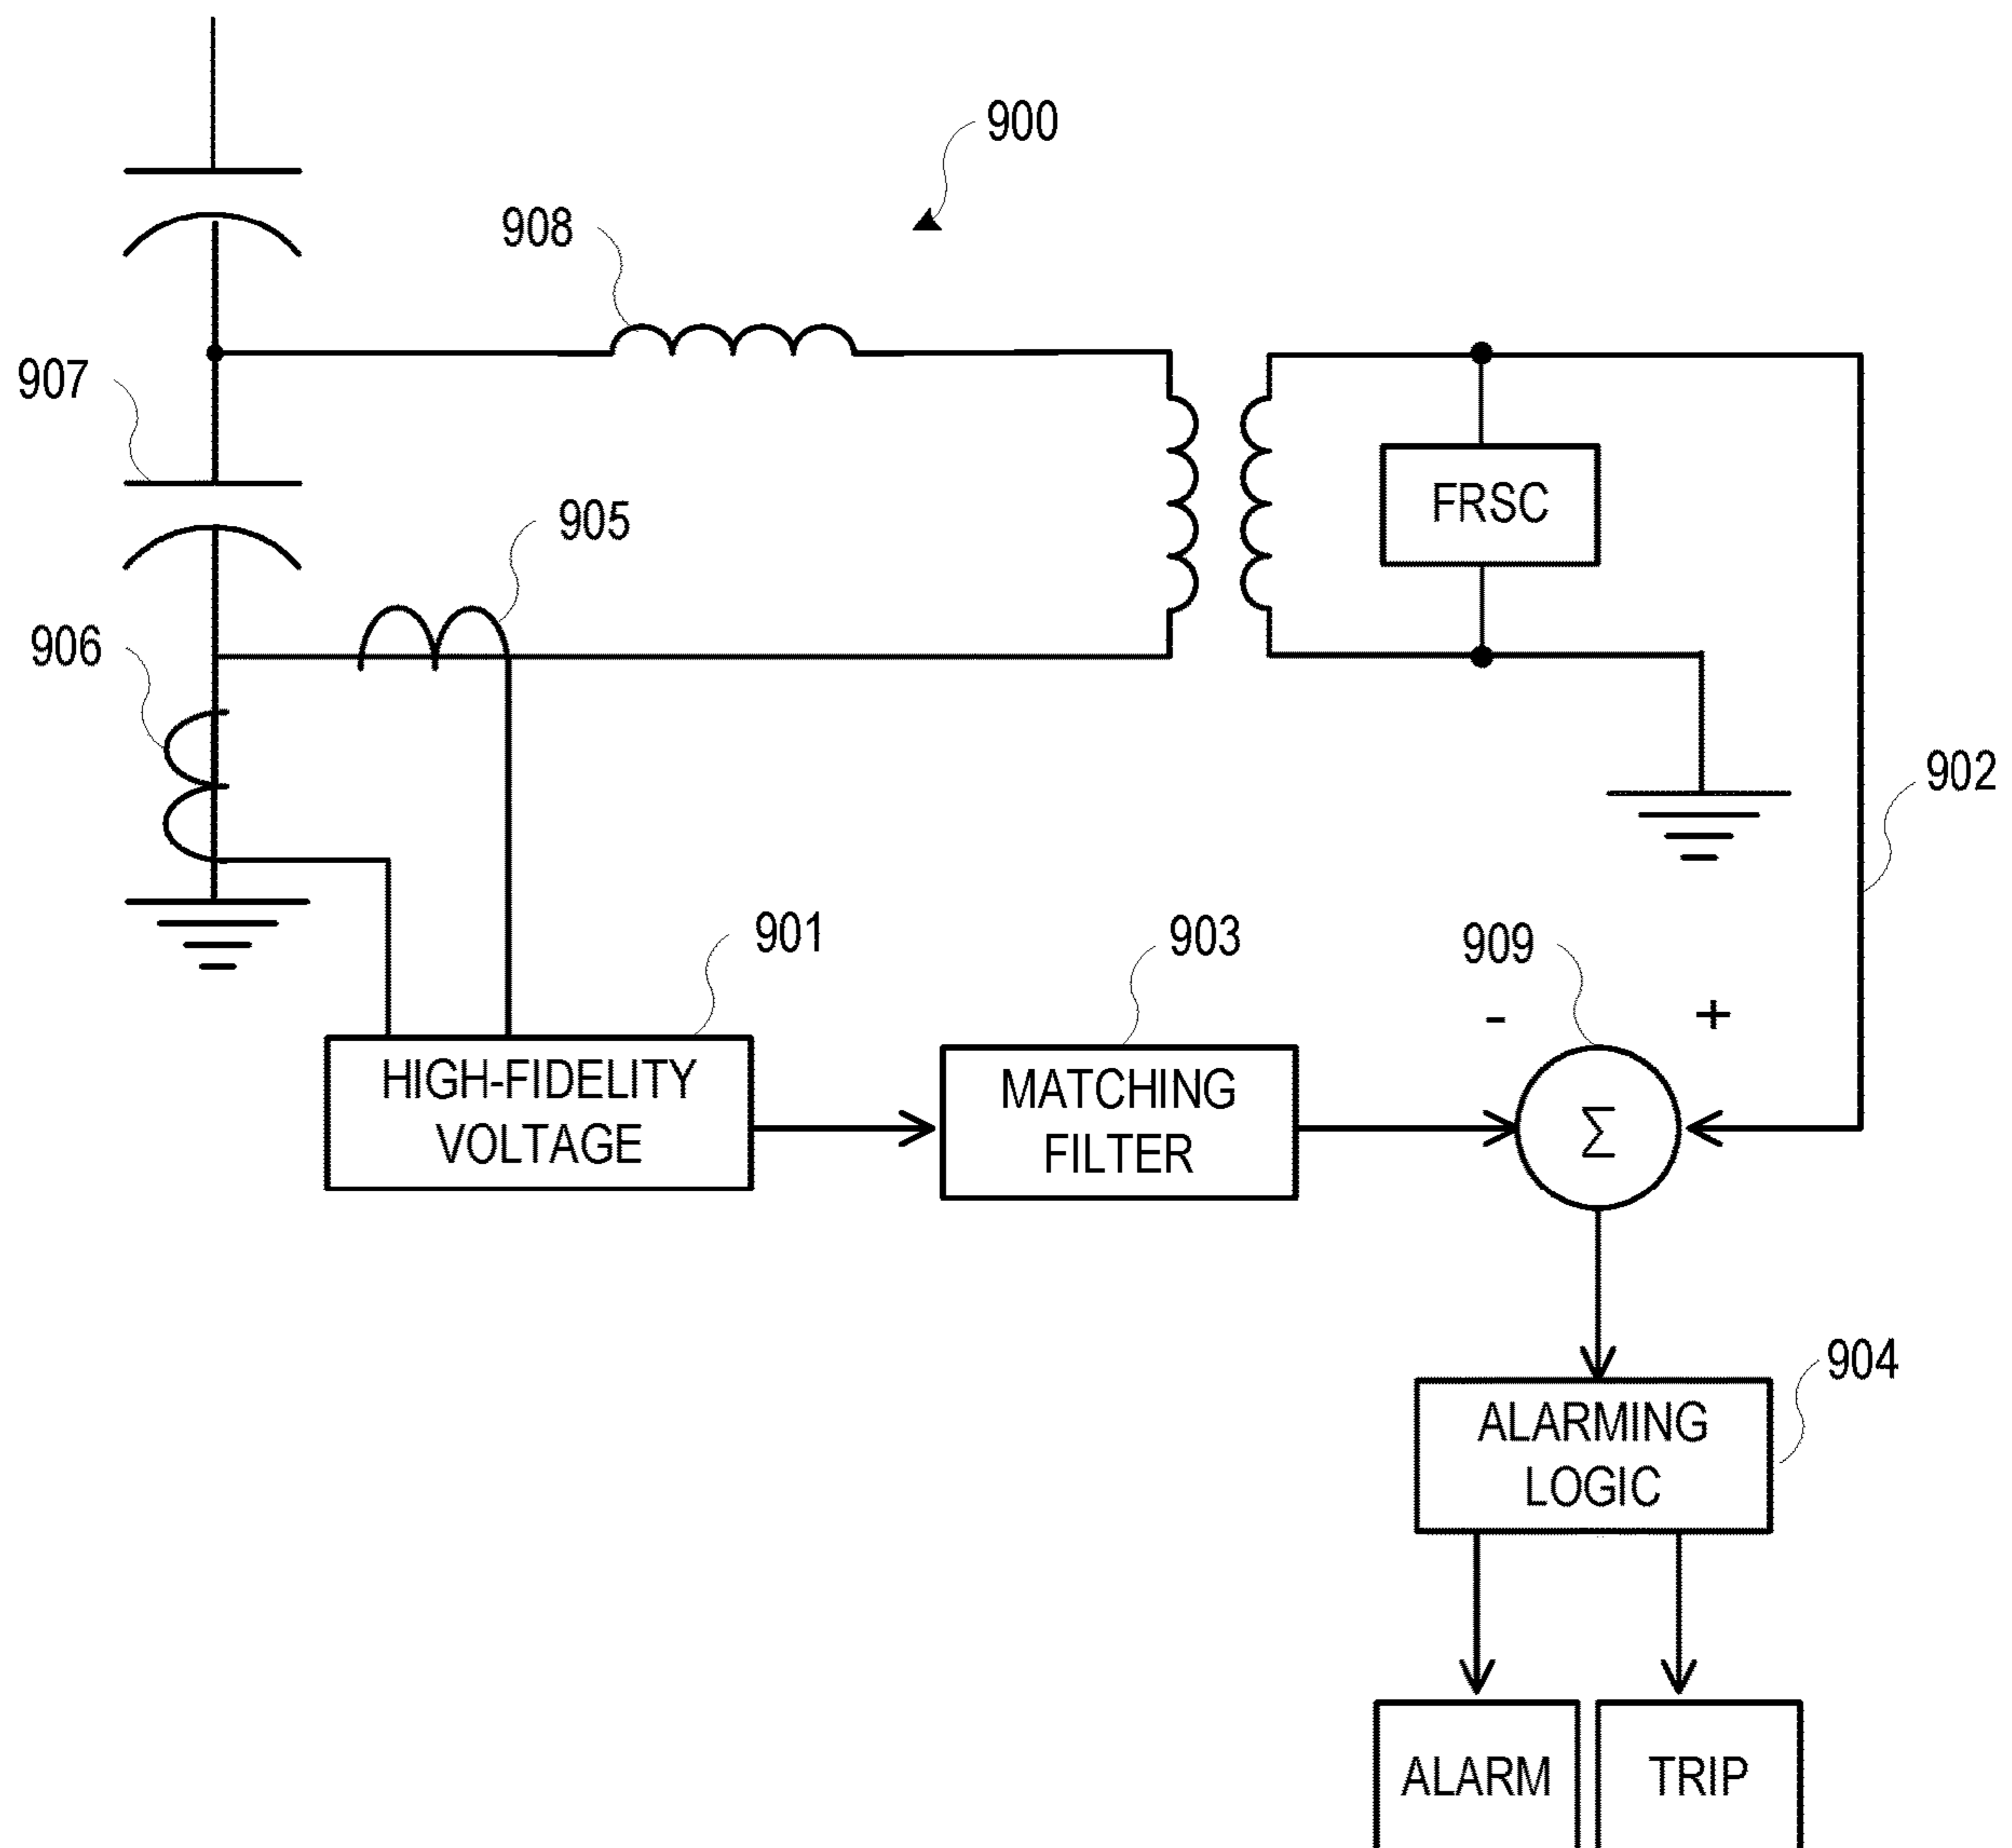 900
908
907
FRSC
905
906
902
901
903
909
- +
HIGH-FIDELITY
VOLTAGE
MATCHING
FILTER
Σ
904
ALARMING
LOGIC
ALARM
TRIP